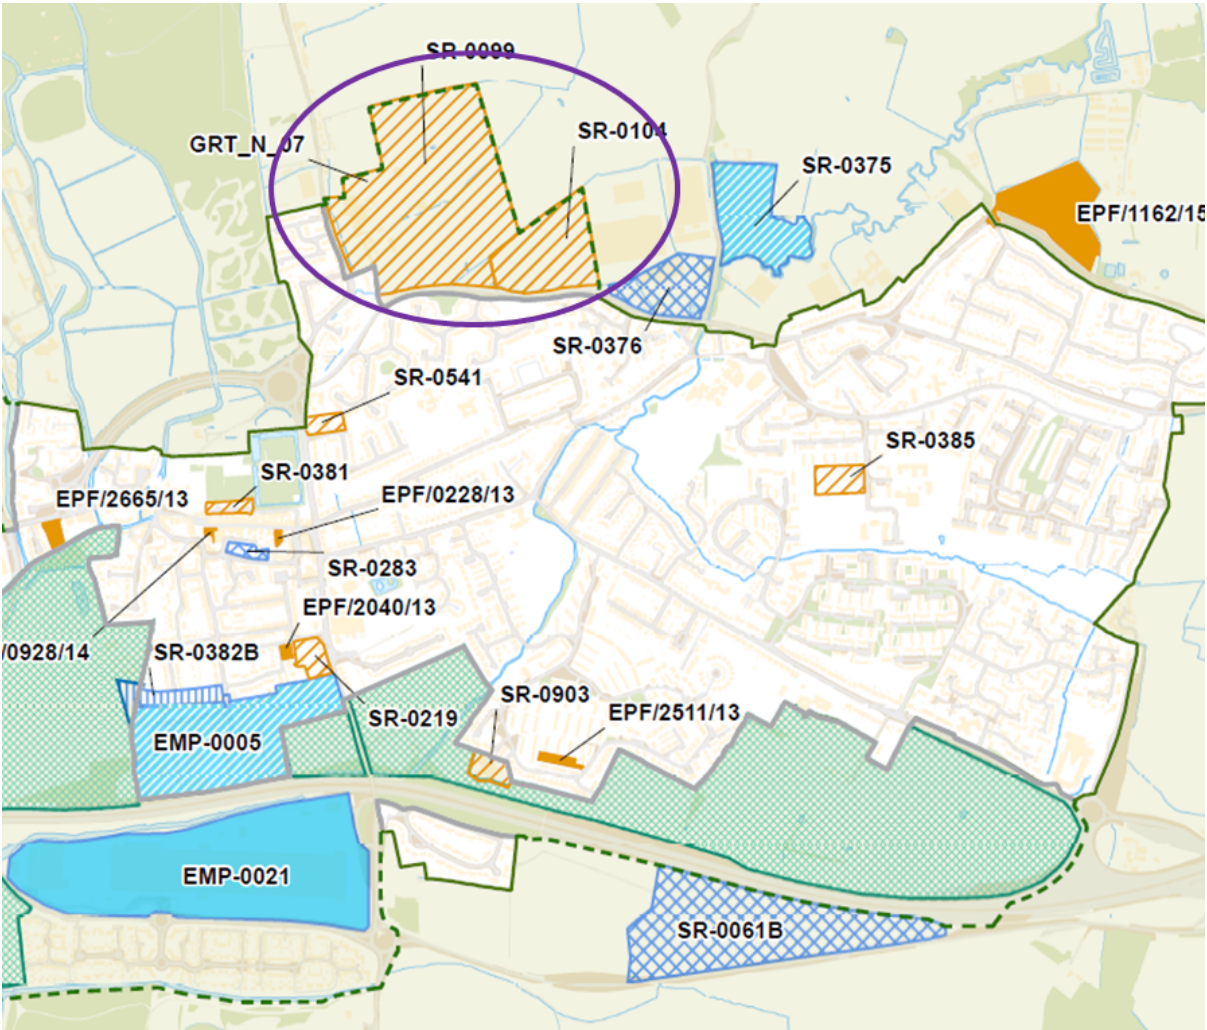 SR-0099
SR-0104
GRT_N_07
SR-0375
EPF/1162/15
SR-0376
SR-0541
SR-0385
SR-0381
EPF/2665/13
EPF/0228/13
SR-0283
EPF/2040/13
/0928/14
SR-0382B
SR-0903
SR-0219
EPF/2511/13
EMP-0005
EMP-0021
SR-0061B